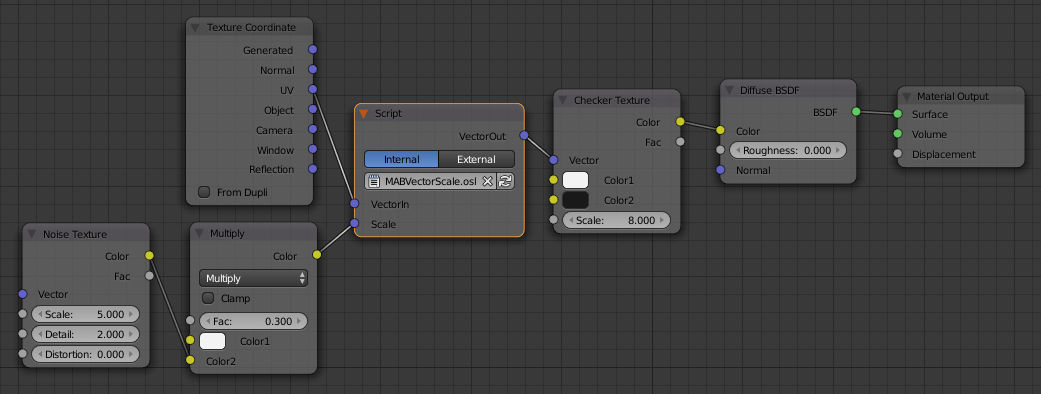 Texture Coordinate
Generated
Normal
UV
Object
Camera
Window
Reflection
From Dupli
Noise Texture
Color
Fac
Vector
Scale: 5.000
Detail: 2.000
Distortion: 0.000
Multiply
Color
Multiply
Clamp
Fac: 0.300
Color1
Color2
Script
VectorOut
Internal External
MABVectorScale.osl
VectorIn
Scale
Checker Texture
Color
Fac
Vector
Color1
Color2
Scale: 8.000
Diffuse BSDF
BSDF
Color
Roughness: 0.000
Normal
Material Output
Surface
Volume
Displacement